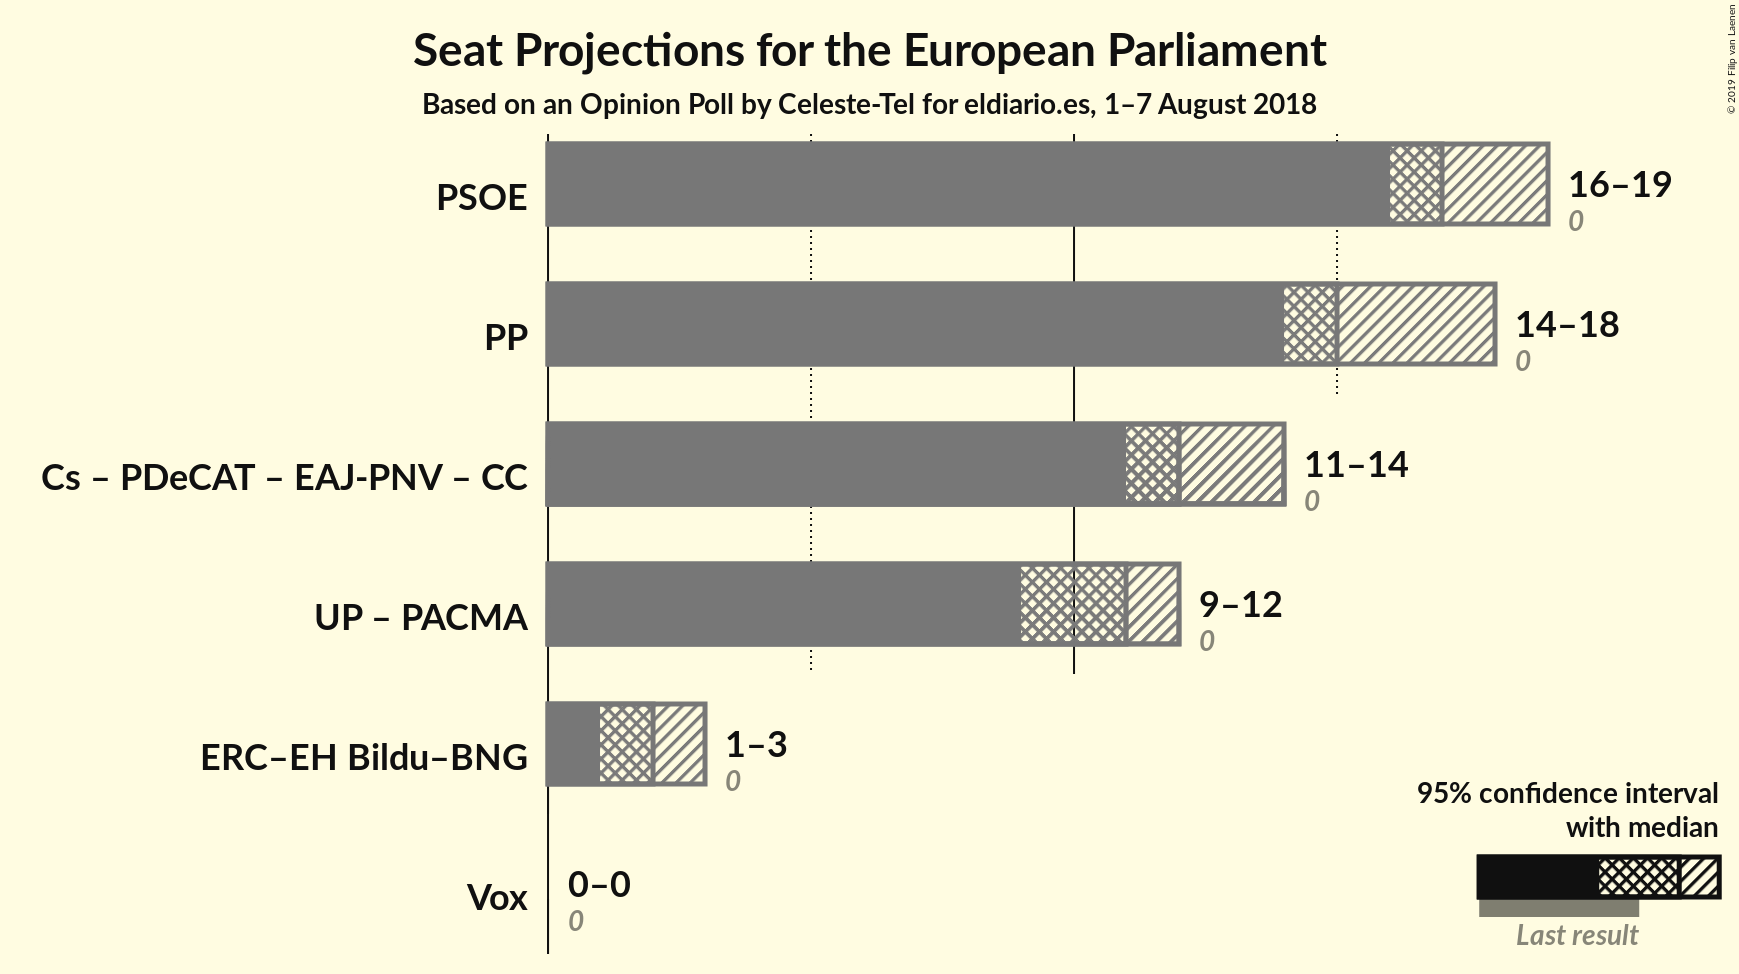 Seat Projections for the European Parliament
Based on an Opinion Poll by Celeste-Tel for eldiario.es, 1–7 August 2018
© 2019 Filip van Laenen
PSOE
16–19
0
PP
14–18
0
Cs – PDeCAT – EAJ-PNV – CC
11–14
0
UP – PACMA
9–12
0
ERC–EH Bildu–BNG
1–3
0
Vox
0–0
0
95% confidence interval
with median
Last result